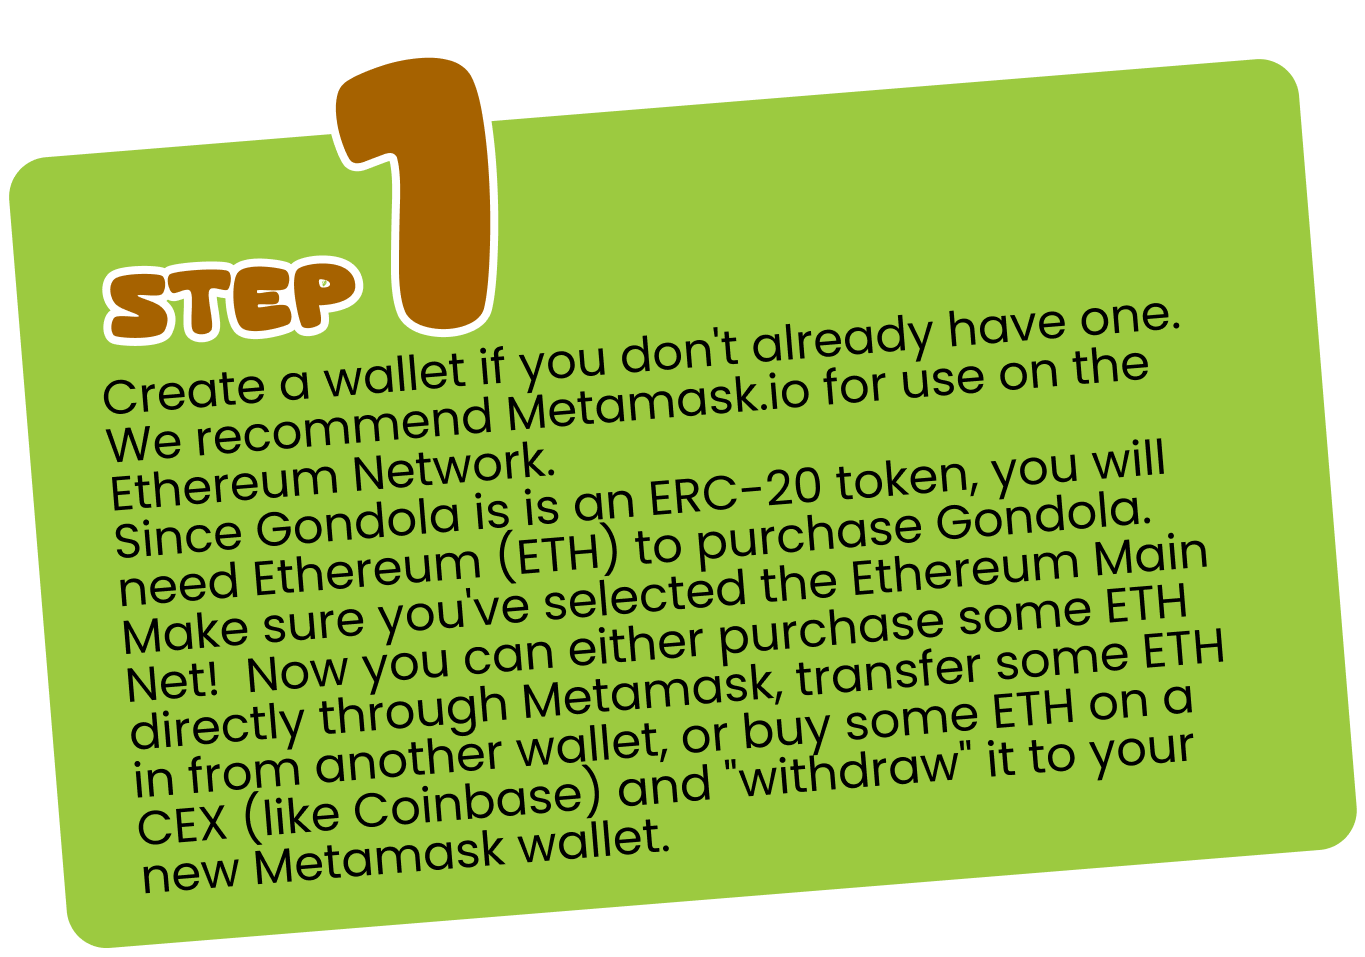 STEP 1
Create a wallet if you don't already have one.
We recommend Metamask.io for use on the
Ethereum Network.
Since Gondola is is an ERC-20 token, you will
need Ethereum (ETH) to purchase Gondola.
Make sure you've selected the Ethereum Main
Net!  Now you can either purchase some ETH
directly through Metamask, transfer some ETH
in from another wallet, or buy some ETH on a
CEX (like Coinbase) and "withdraw" it to your
new Metamask wallet.